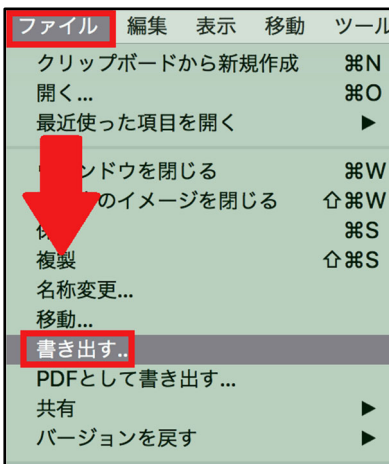 ファイル 編集 表示 移動 ツール
クリップボードから新規作成 ⌘N
開く... ⌘O
最近使った項目を開く ▶
ンドウを閉じる ⌘W
のイメージを閉じる ⇧⌘W
⌘S
複製 ⇧⌘S
名称変更...
移動...
書き出す..
PDFとして書き出す...
共有 ▶
バージョンを戻す ▶